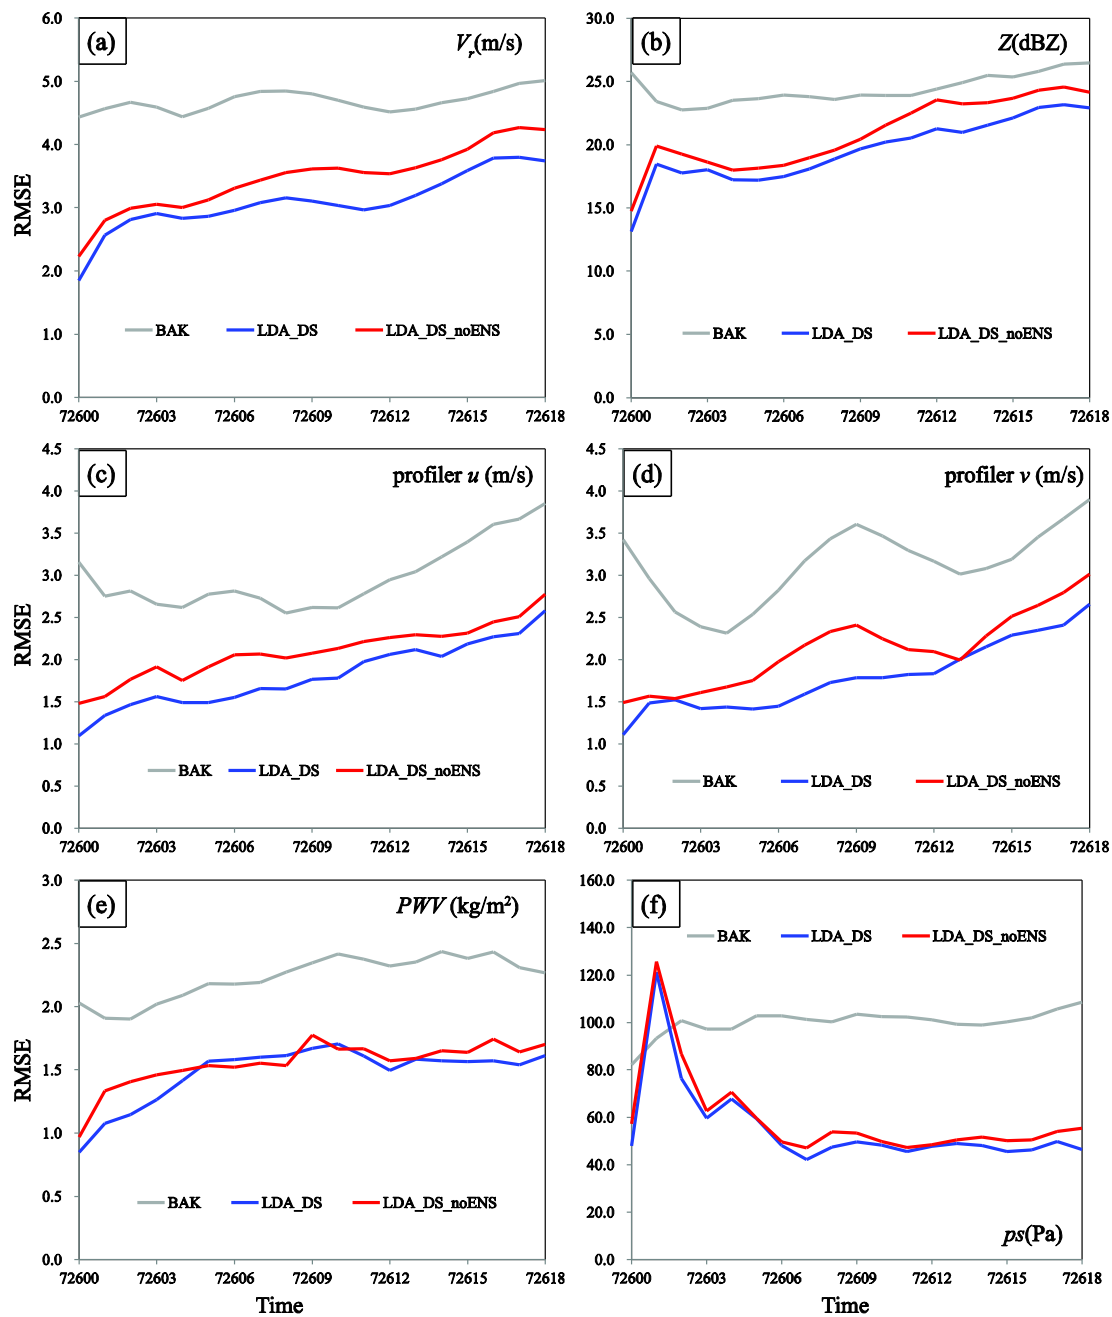 (a) V_r(m/s)
6.0
5.0
4.0
3.0
2.0
1.0
0.0
RMSE
BAK LDA_DS LDA_DS_noENS
72600 72603 72606 72609 72612 72615 72618
(b) Z(dBZ)
30.0
25.0
20.0
15.0
10.0
5.0
0.0
BAK LDA_DS LDA_DS_noENS
72600 72603 72606 72609 72612 72615 72618
(c) profiler u (m/s)
4.5
4.0
3.5
3.0
2.5
2.0
1.5
1.0
0.5
0.0
RMSE
BAK LDA_DS LDA_DS_noENS
72600 72603 72606 72609 72612 72615 72618
(d) profiler v (m/s)
4.5
4.0
3.5
3.0
2.5
2.0
1.5
1.0
0.5
0.0
BAK LDA_DS LDA_DS_noENS
72600 72603 72606 72609 72612 72615 72618
(e) PWV (kg/m²)
3.0
2.5
2.0
1.5
1.0
0.5
0.0
RMSE
BAK LDA_DS LDA_DS_noENS
72600 72603 72606 72609 72612 72615 72618
Time
(f)
160.0
140.0
120.0
100.0
80.0
60.0
40.0
20.0
0.0
BAK LDA_DS LDA_DS_noENS
ps(Pa)
72600 72603 72606 72609 72612 72615 72618
Time